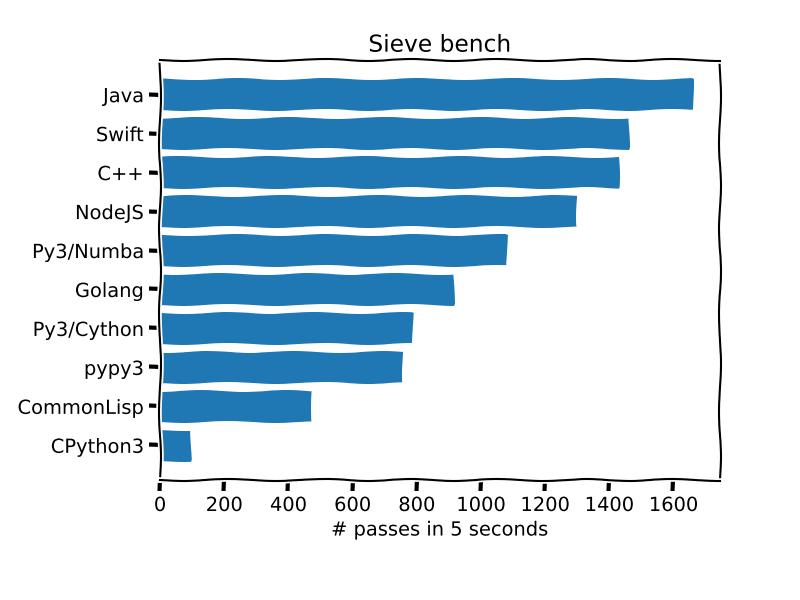 Sieve bench
Java
Swift
C++
NodeJS
Py3/Numba
Golang
Py3/Cython
pypy3
CommonLisp
CPython3
0 200 400 600 800 1000 1200 1400 1600
# passes in 5 seconds